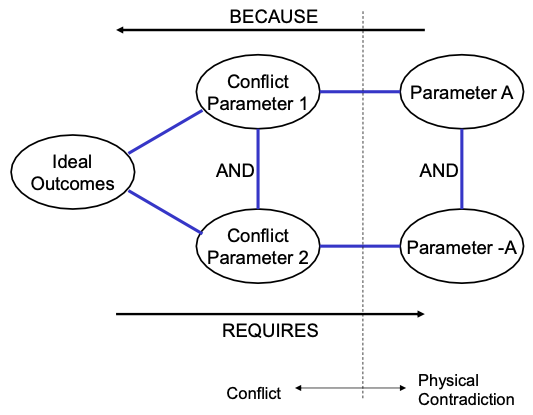 BECAUSE
Conflict
Parameter 1
Parameter A
Ideal
Outcomes
AND
AND
Conflict
Parameter 2
Parameter -A
REQUIRES
Conflict
Physical
Contradiction